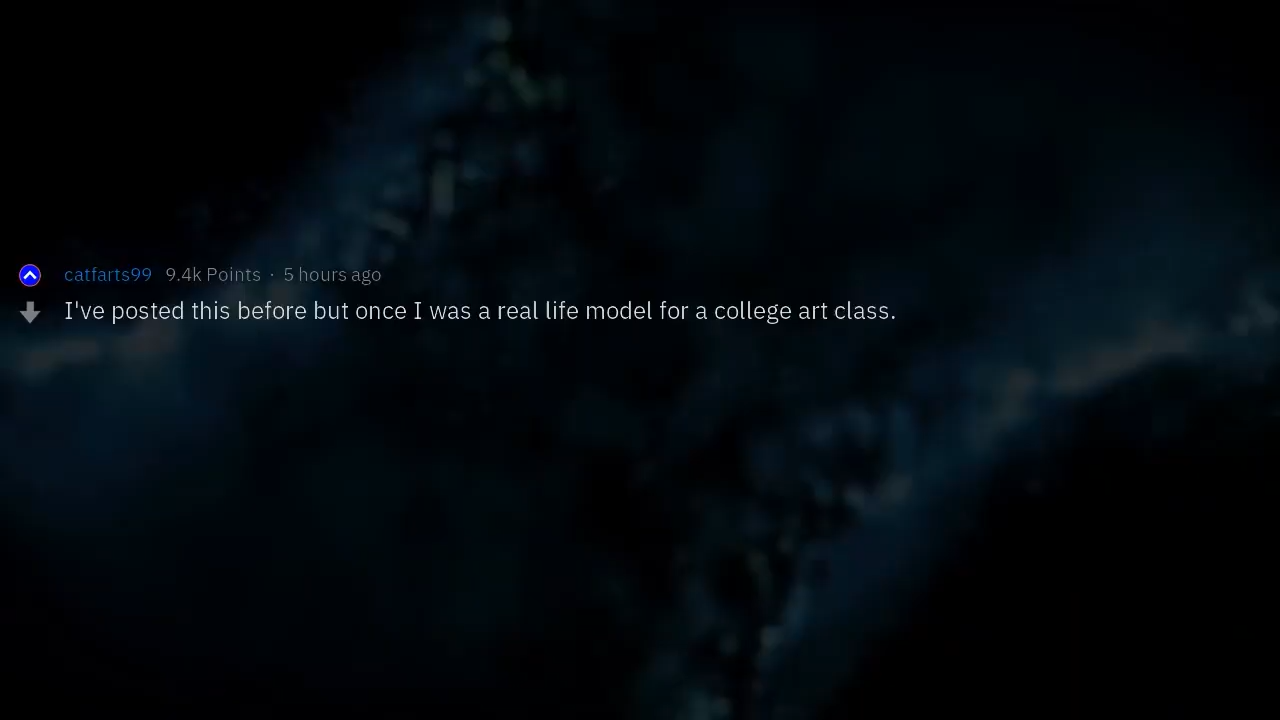 catfarts99 9.4k Points · 5 hours ago
I've posted this before but once I was a real life model for a college art class.